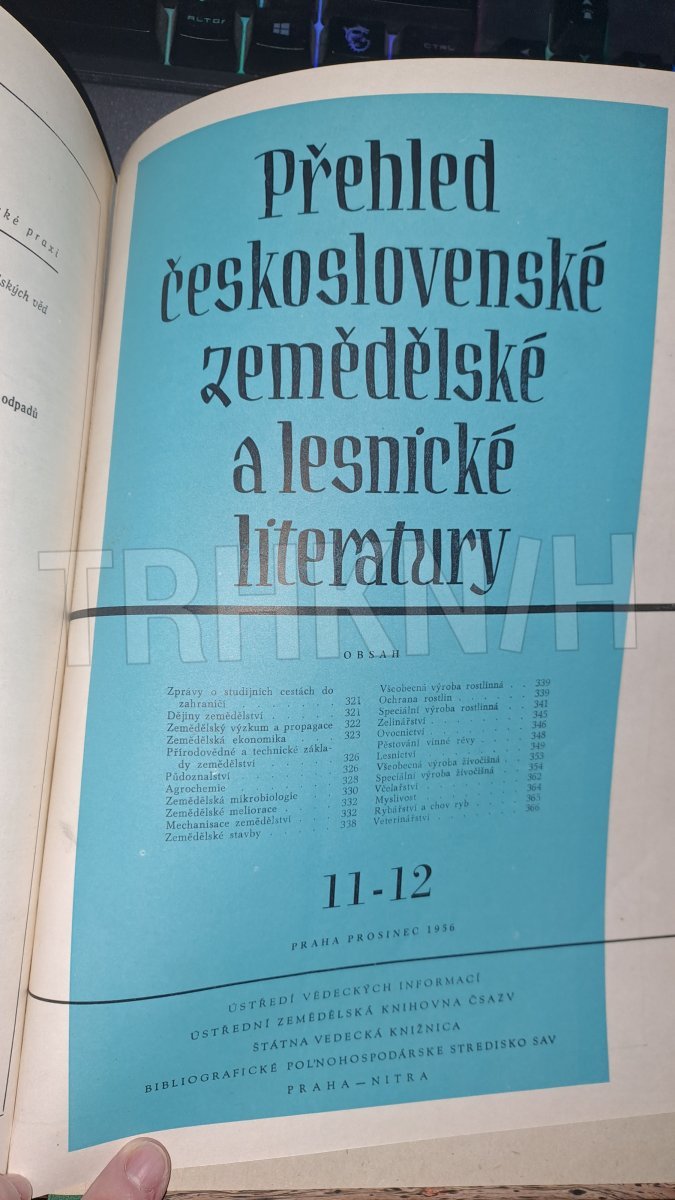 ALTGR
CTRL
ké praxi
ských věd
odpadů
Přehled
československé
zemědělské
a lesnické
literatury
TRHKNIH
OBSAH
Zprávy o studijních cestách do
zahraničí . . . . . . . 321
Dějiny zemědělství . . . . . . 321
Zemědělský výzkum a propagace 322
Zemědělská ekonomika . . . . 323
Přírodovědné a technické zákla-
dy zemědělství . . . . . . 326
Půdoznalství . . . . . . . 326
Agrochemie . . . . . . . 328
Zemědělská mikrobiologie . . . 330
Zemědělské meliorace . . . . 332
Mechanisace zemědělství . . . . 332
Zemědělské stavby . . . . . . 338
Všeobecná výroba rostlinná . . 339
Ochrana rostlin . . . . . . 339
Speciální výroba rostlinná . . . 341
Zelinářství . . . . . . . 345
Ovocnictví . . . . . . . 346
Pěstování vinné révy . . . . . 348
Lesnictví . . . . . . . 349
Všeobecná výroba živočišná . . 353
Speciální výroba živočišná . . . 354
Včelařství . . . . . . . 362
Myslivost . . . . . . . 364
Rybářství a chov ryb . . . . . 365
Veterinářství . . . . . . . 366
11-12
PRAHA PROSINEC 1956
ÚSTŘEDÍ VĚDECKÝCH INFORMACÍ
ÚSTŘEDNÍ ZEMĚDĚLSKÁ KNIHOVNA ČSAZV
ŠTÁTNA VEDECKÁ KNIŽNICA
BIBLIOGRAFICKÉ POĽNOHOSPODÁRSKE STREDISKO SAV
PRAHA — NITRA